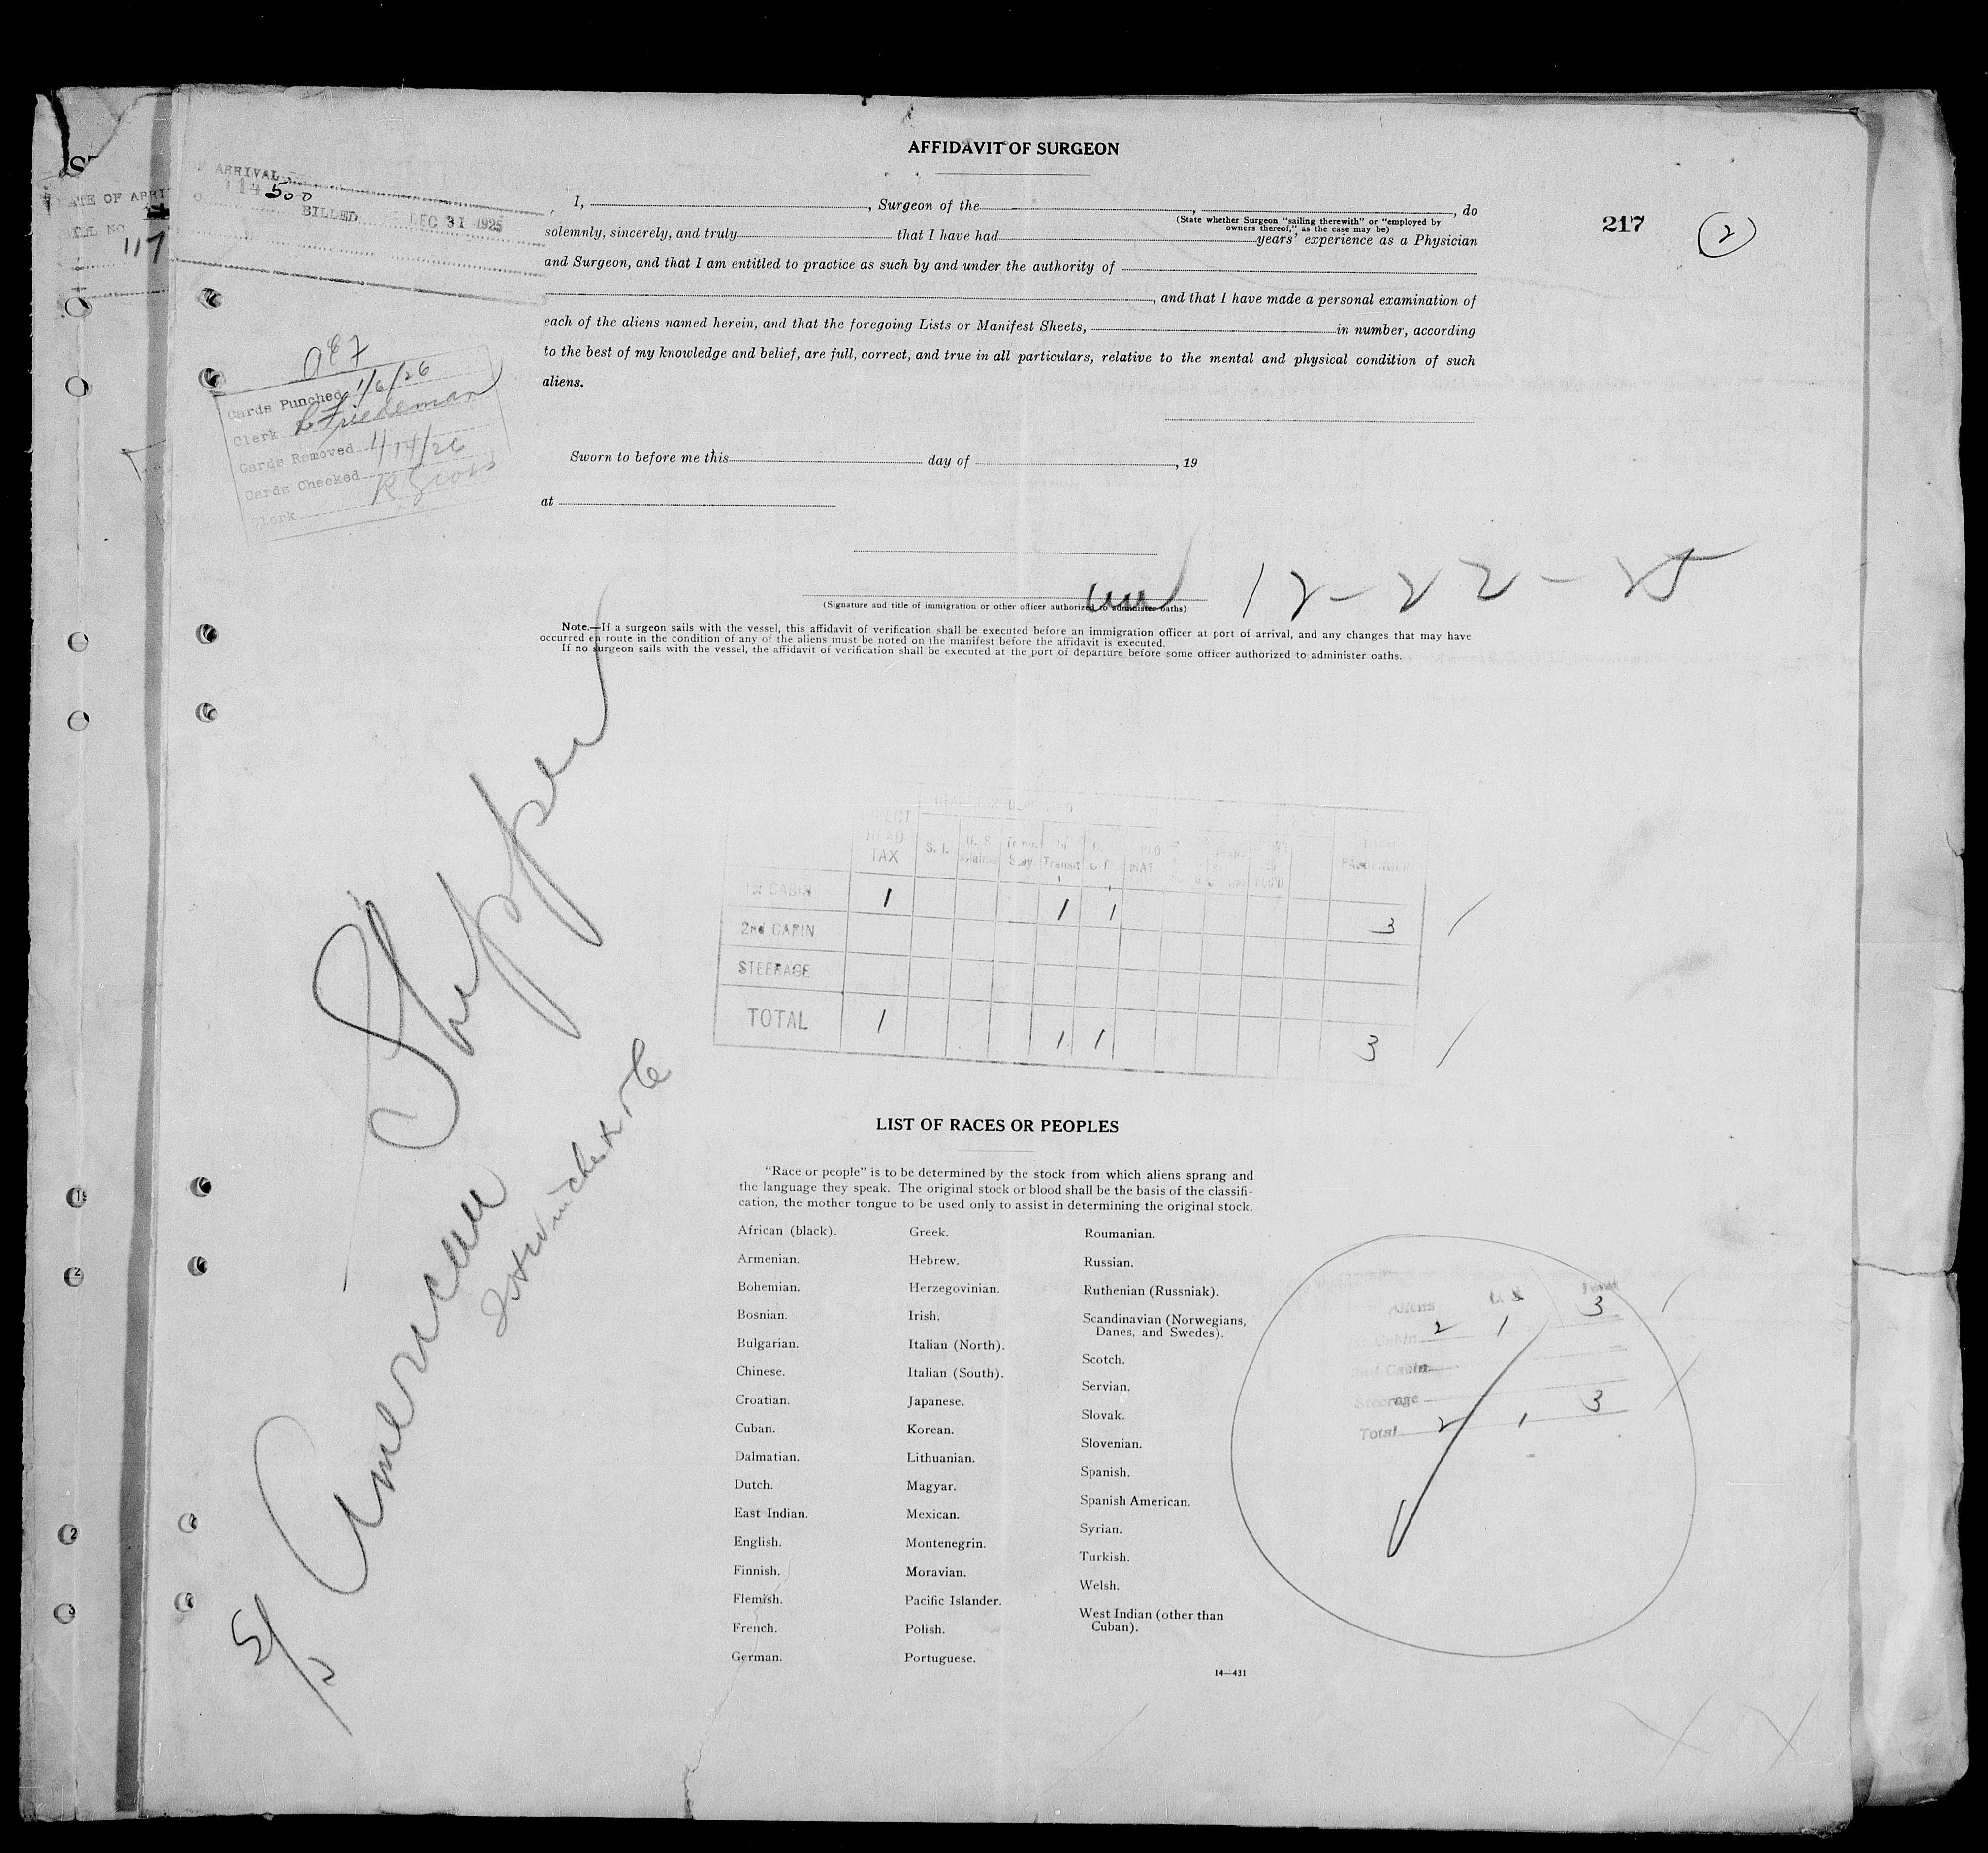 AFFIDAVIT OF SURGEON
ATE OF ARRI
117
ARRIVAL
500
BILLED DEC 31 1925
I, , Surgeon of the , , do
(State whether Surgeon "sailing therewith" or "employed by
owners thereof," as the case may be)
solemnly, sincerely, and truly that I have had years' experience as a Physician
and Surgeon, and that I am entitled to practice as such by and under the authority of
, and that I have made a personal examination of
each of the aliens named herein, and that the foregoing Lists or Manifest Sheets, in number, according
to the best of my knowledge and belief, are full, correct, and true in all particulars, relative to the mental and physical condition of such
aliens.
217
2
Cards Punched 1/6/26
Clerk Friedeman
Cards Removed 1/14/26
Cards Checked
Clerk
Sworn to before me this day of , 19
at
12-22-25
(Signature and title of immigration or other officer authorized to administer oaths)
Note.—If a surgeon sails with the vessel, this affidavit of verification shall be executed before an immigration officer at port of arrival, and any changes that may have
occurred en route in the condition of any of the aliens must be noted on the manifest before the affidavit is executed.
If no surgeon sails with the vessel, the affidavit of verification shall be executed at the port of departure before some officer authorized to administer oaths.
S/S American Shipper
HEAD TAX S. I. U. S. Transit TOTAL
1st CABIN 1 1 1 3
2nd CABIN
STEERAGE
TOTAL 1 1 1 3
LIST OF RACES OR PEOPLES
"Race or people" is to be determined by the stock from which aliens sprang and
the language they speak. The original stock or blood shall be the basis of the classifi-
cation, the mother tongue to be used only to assist in determining the original stock.
African (black).
Armenian.
Bohemian.
Bosnian.
Bulgarian.
Chinese.
Croatian.
Cuban.
Dalmatian.
Dutch.
East Indian.
English.
Finnish.
Flemish.
French.
German.
Greek.
Hebrew.
Herzegovinian.
Irish.
Italian (North).
Italian (South).
Japanese.
Korean.
Lithuanian.
Magyar.
Mexican.
Montenegrin.
Moravian.
Pacific Islander.
Polish.
Portuguese.
Roumanian.
Russian.
Ruthenian (Russniak).
Scandinavian (Norwegians,
Danes, and Swedes).
Scotch.
Servian.
Slovak.
Slovenian.
Spanish.
Spanish American.
Syrian.
Turkish.
Welsh.
West Indian (other than
Cuban).
14—431
Aliens U. S. Total
Cabin 2 1 3
2nd Cabin
Steerage
Total 2 1 3